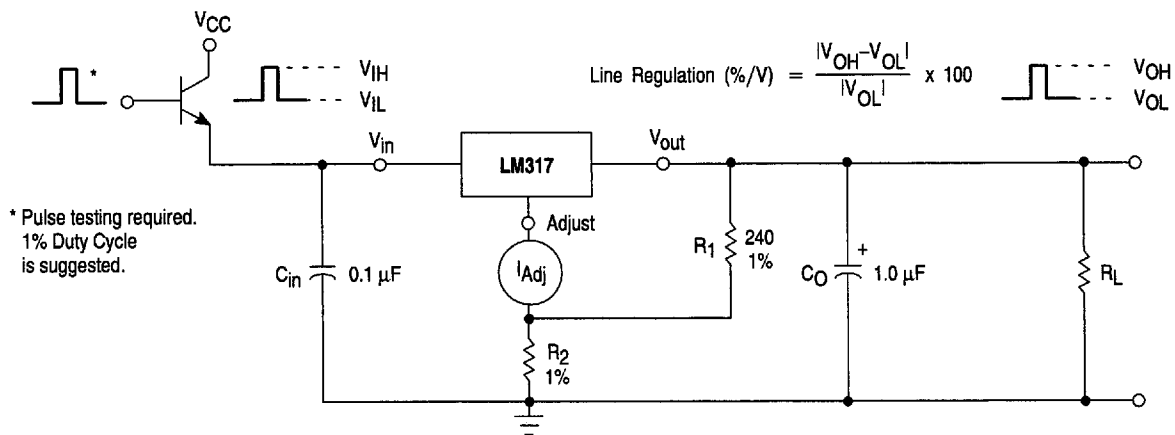 VCC
*
VIH
VIL
Line Regulation (%/V) = |VOH–VOL| / |VOL| x 100
VOH
VOL
Vin
LM317
Vout
* Pulse testing required.
1% Duty Cycle
is suggested.
Adjust
Cin
0.1 µF
IAdj
R1
240
1%
CO
+
1.0 µF
RL
R2
1%